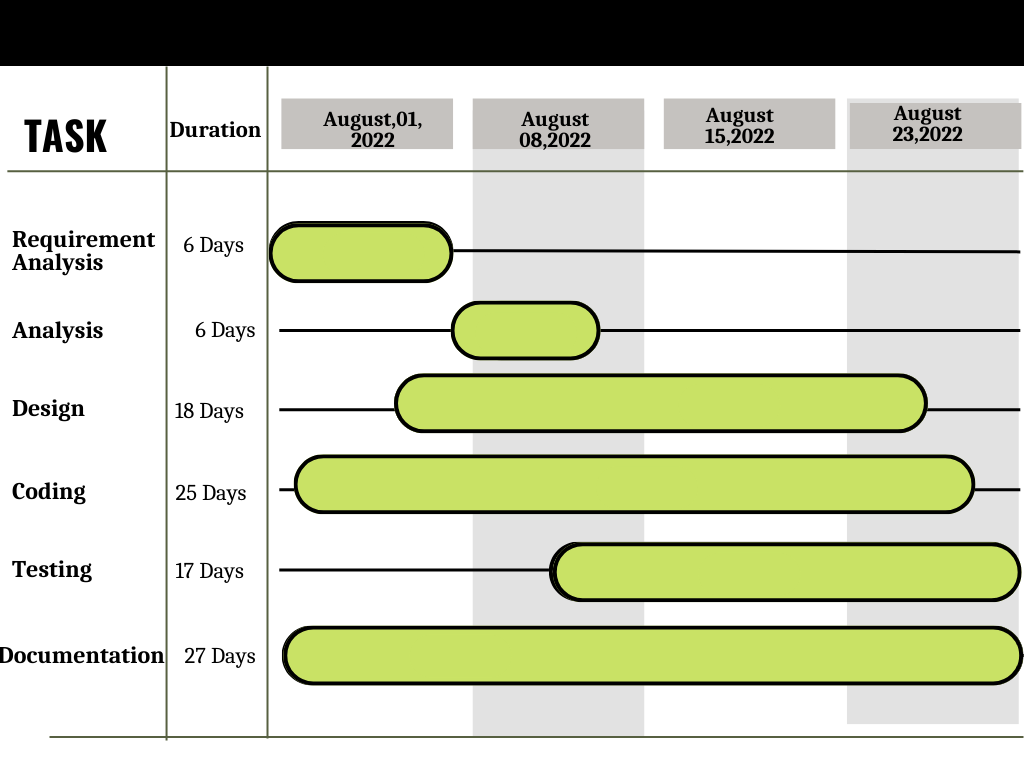 TASK
Duration
August,01,
2022
August
08,2022
August
15,2022
August
23,2022
Requirement
Analysis
6 Days
Analysis
6 Days
Design
18 Days
Coding
25 Days
Testing
17 Days
Documentation
27 Days